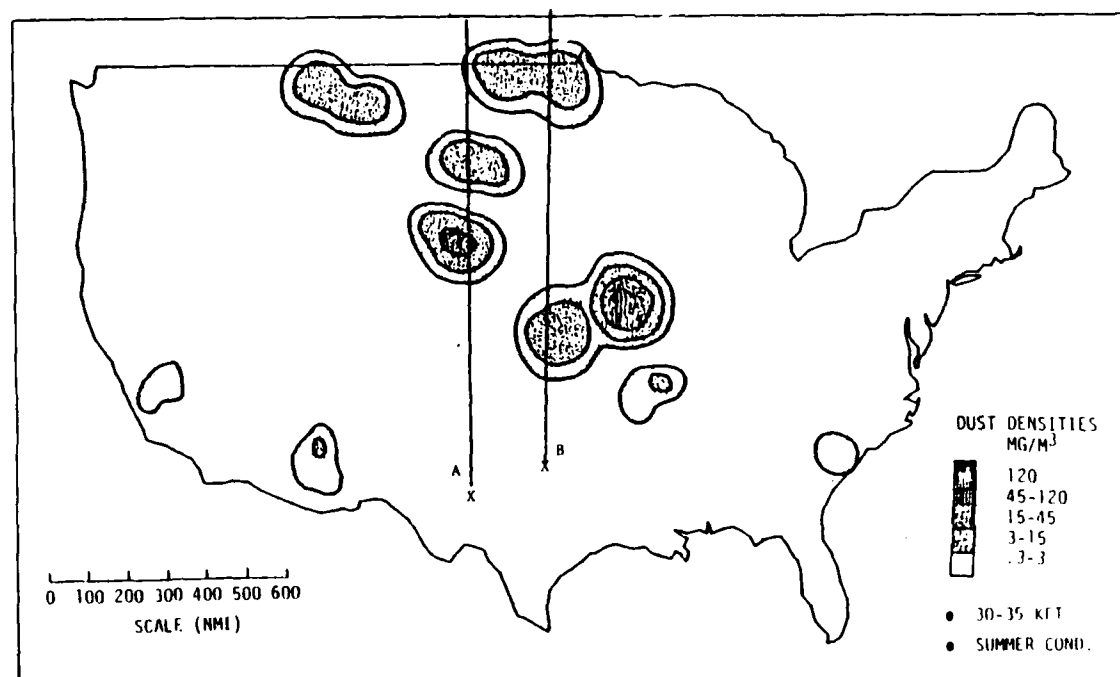 A
X
B
X
DUST DENSITIES
MG/M³
120
45-120
15-45
3-15
.3-3
0 100 200 300 400 500 600
SCALE (NMI)
• 30-35 KFT
• SUMMER COND.